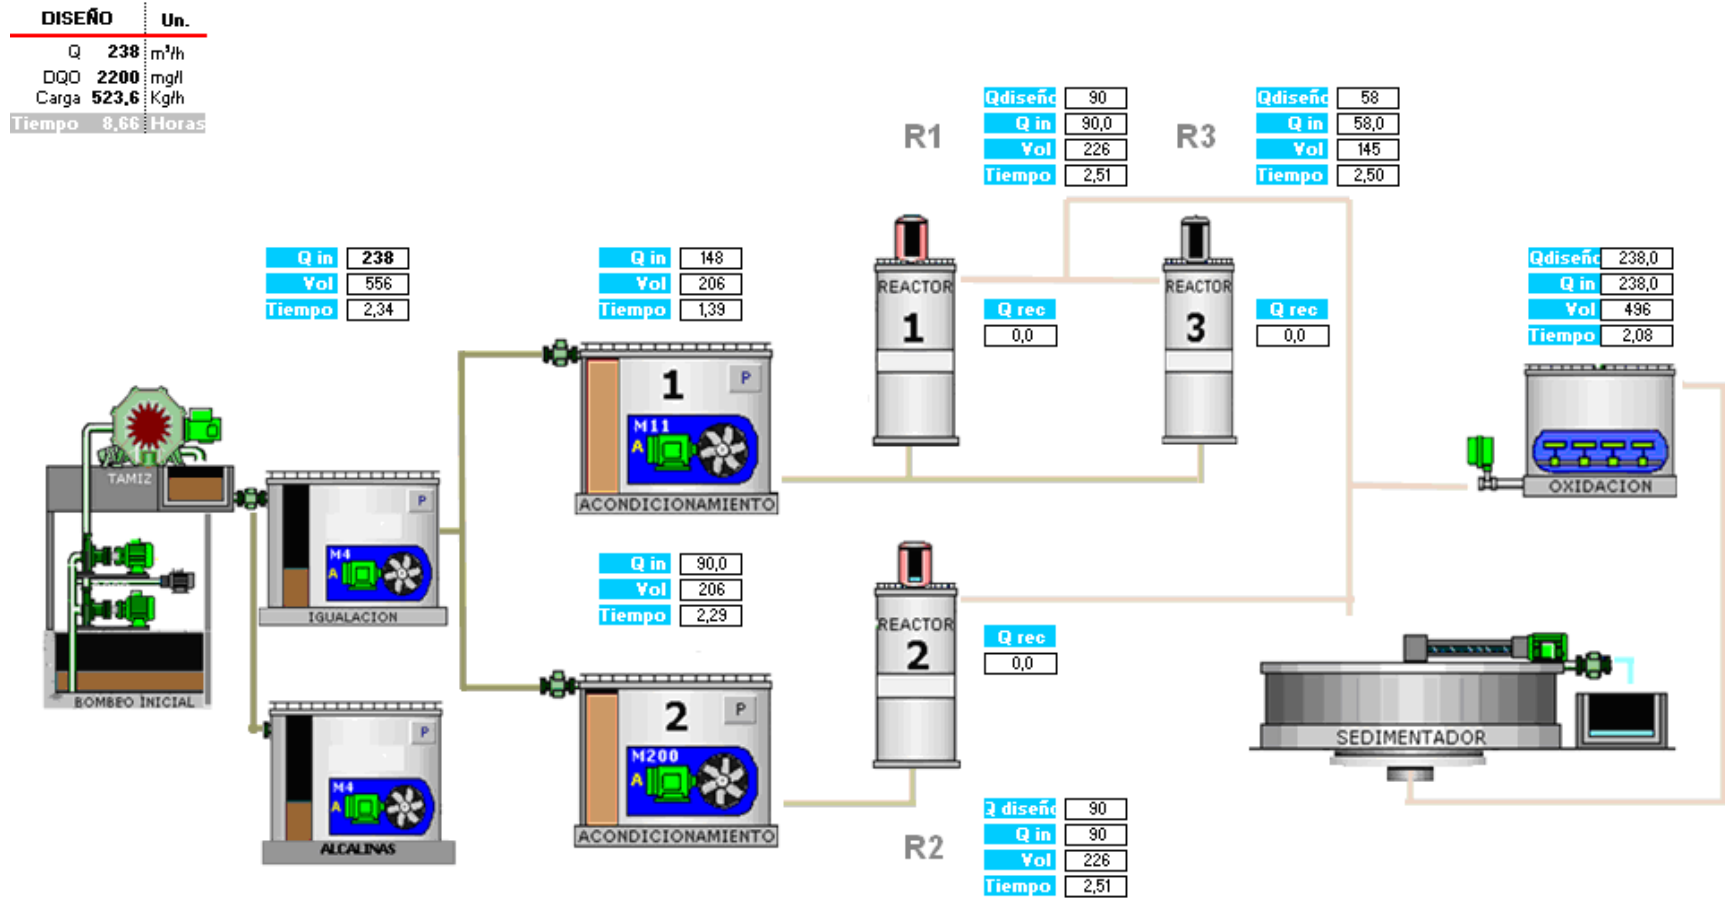 DISEÑO Un.
Q 238 m³/h
DQO 2200 mg/l
Carga 523,6 Kg/h
Tiempo 8,66 Horas
R1
Qdiseño 90
Q in 90,0
Vol 226
Tiempo 2,51
R3
Qdiseño 58
Q in 58,0
Vol 145
Tiempo 2,50
Q in 238
Vol 556
Tiempo 2,34
Q in 148
Vol 206
Tiempo 1,39
REACTOR
1
Q rec
0,0
REACTOR
3
Q rec
0,0
Qdiseño 238,0
Q in 238,0
Vol 496
Tiempo 2,08
TAMIZ
BOMBEO INICIAL
P
M4
A
IGUALACION
P
M4
A
ALCALINAS
1
P
M11
A
ACONDICIONAMIENTO
Q in 90,0
Vol 206
Tiempo 2,29
2
P
M200
A
ACONDICIONAMIENTO
REACTOR
2
Q rec
0,0
OXIDACION
SEDIMENTADOR
R2
Q diseño 90
Q in 90
Vol 226
Tiempo 2,51